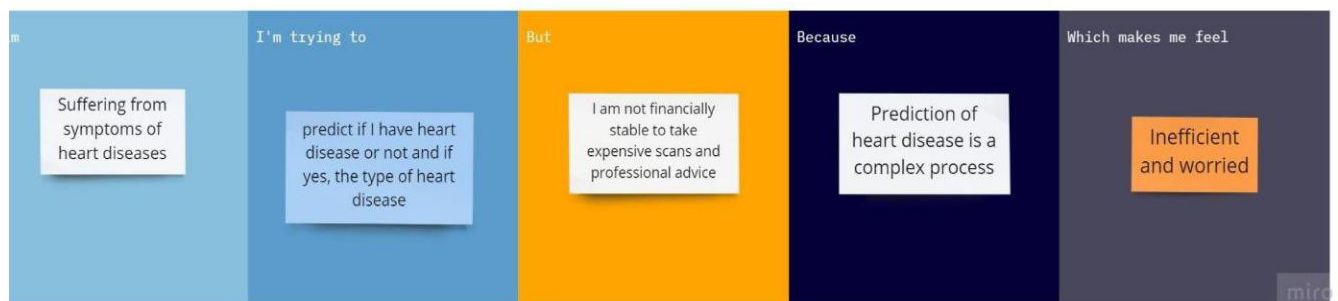 m
I'm trying to
But
Because
Which makes me feel
Suffering from
symptoms of
heart diseases
predict if I have heart
disease or not and if
yes, the type of heart
disease
I am not financially
stable to take
expensive scans and
professional advice
Prediction of
heart disease is a
complex process
Inefficient
and worried
miro